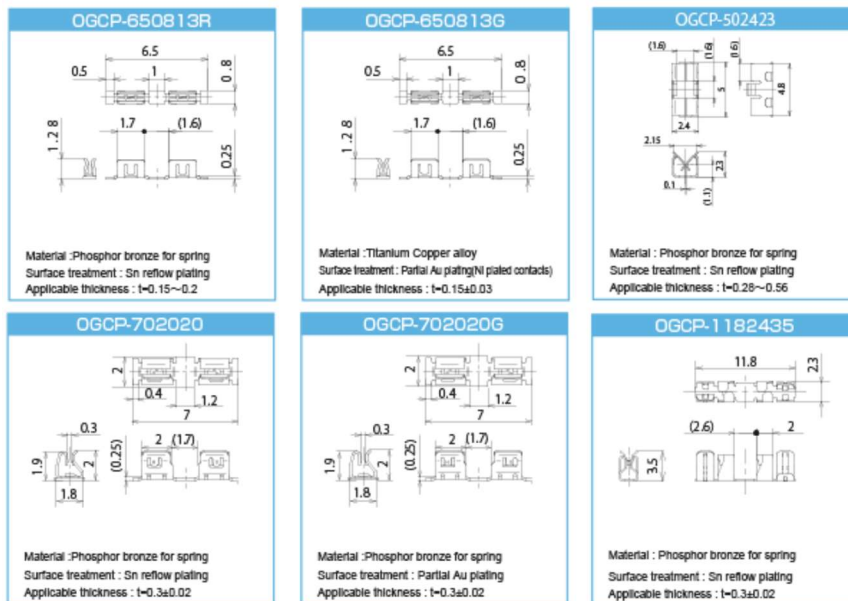 OGCP-650813R
6.5
0.5
1
0.8
1.7
(1.6)
1.28
0.25
Material :Phosphor bronze for spring
Surface treatment : Sn reflow plating
Applicable thickness : t=0.15~0.2
OGCP-650813G
6.5
0.5
1
0.8
1.7
(1.6)
1.28
0.25
Material :Titanium Copper alloy
Surface treatment : Partial Au plating(Ni plated contacts)
Applicable thickness : t=0.15±0.03
OGCP-502423
(1.6)
(1.6)
(1.6)
5
4.8
2.4
2.15
2.3
0.1
(1.1)
Material : Phosphor bronze for spring
Surface treatment : Sn reflow plating
Applicable thickness : t=0.28~0.56
OGCP-702020
2
0.4
1.2
7
0.3
2
(1.7)
1.9
2
(0.25)
1.8
Material :Phosphor bronze for spring
Surface treatment : Sn reflow plating
Applicable thickness : t=0.3±0.02
OGCP-702020G
2
0.4
1.2
7
0.3
2
(1.7)
1.9
2
(0.25)
1.8
Material :Phosphor bronze for spring
Surface treatment : Partial Au plating
Applicable thickness : t=0.3±0.02
OGCP-1182435
11.8
2.3
(2.6)
2
3.5
Material : Phosphor bronze for spring
Surface treatment : Sn reflow plating
Applicable thickness : t=0.3±0.02